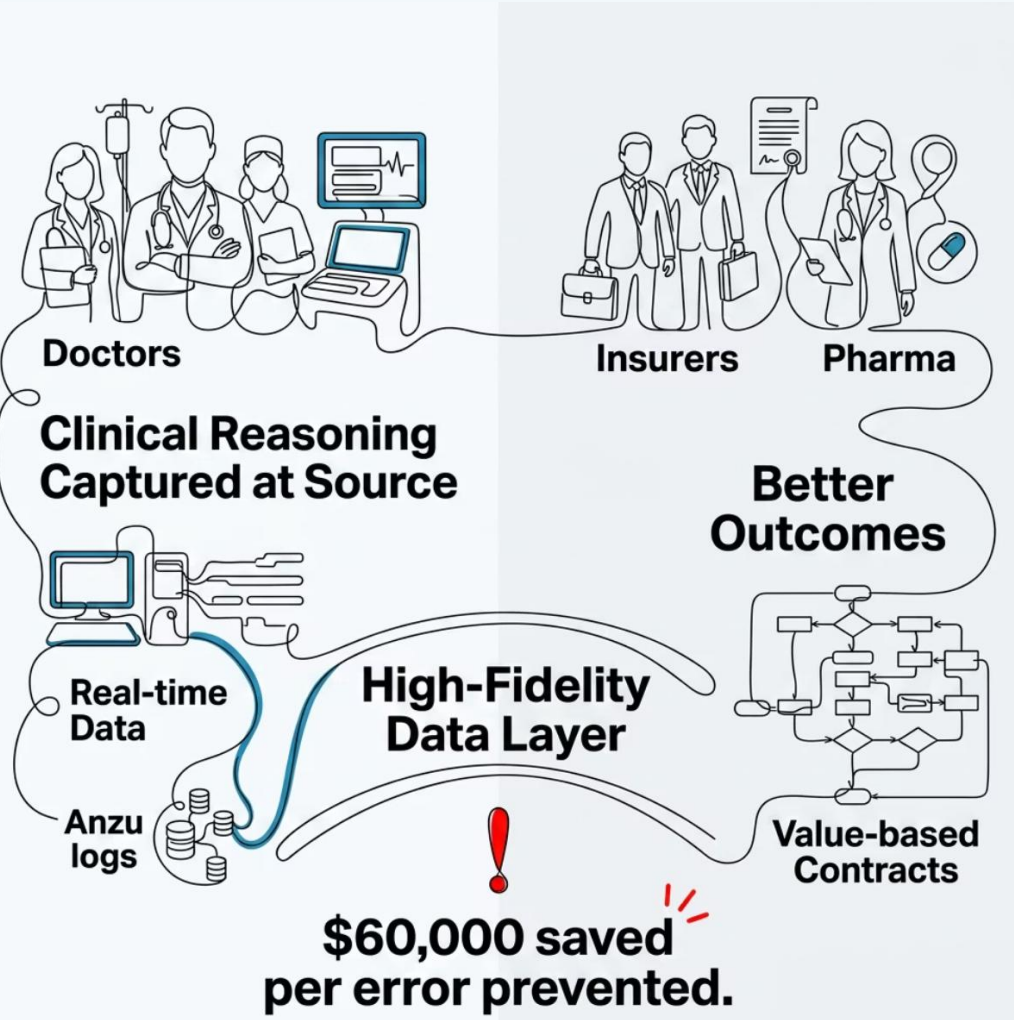 Doctors
Insurers
Pharma
Clinical Reasoning
Captured at Source
Better
Outcomes
Real-time
Data
High-Fidelity
Data Layer
Anzu
logs
Value-based
Contracts
$60,000 saved
per error prevented.